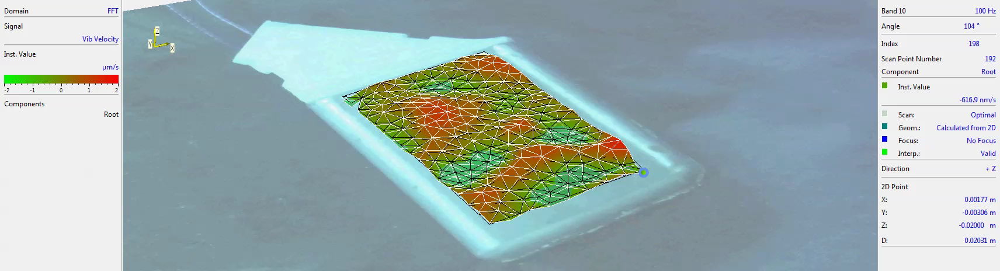 Domain FFT
Signal
Vib Velocity
Inst. Value
µm/s
-2 -1 0 1 2
Components
Root
Z
Y
X
Band 10 100 Hz
Angle 104 °
Index 198
Scan Point Number 192
Component Root
Inst. Value
-616.9 nm/s
Scan: Optimal
Geom.: Calculated from 2D
Focus: No Focus
Interp.: Valid
Direction + Z
2D Point
X: 0.00177 m
Y: -0.00306 m
Z: -0.02000 m
D: 0.02031 m